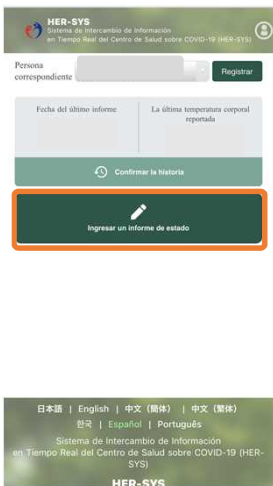 HER-SYS
Sistema de Intercambio de Información
en Tiempo Real del Centro de Salud sobre COVID-19 (HER-SYS)
Persona
correspondiente
Registrar
Fecha del último informe
La última temperatura corporal
reportada
Confirmar la historia
Ingresar un informe de estado
日本語 | English | 中文（簡体） | 中文（繁体）
한국 | Español | Português
Sistema de Intercambio de Información
en Tiempo Real del Centro de Salud sobre COVID-19 (HER-
SYS)
HER-SYS